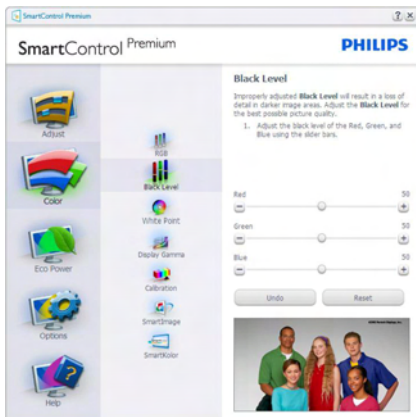 SmartControl Premium
SmartControl Premium
PHILIPS
Adjust
Color
Eco Power
Options
Help
RGB
Black Level
White Point
Display Gamma
Calibration
SmartImage
SmartKolor
Black Level
Improperly adjusted Black Level will result in a loss of
detail in darker image areas. Adjust the Black Level for
the best possible picture quality.
1. Adjust the black level of the Red, Green, and
Blue using the slider bars.
Red 50
Green 50
Blue 50
Undo Reset